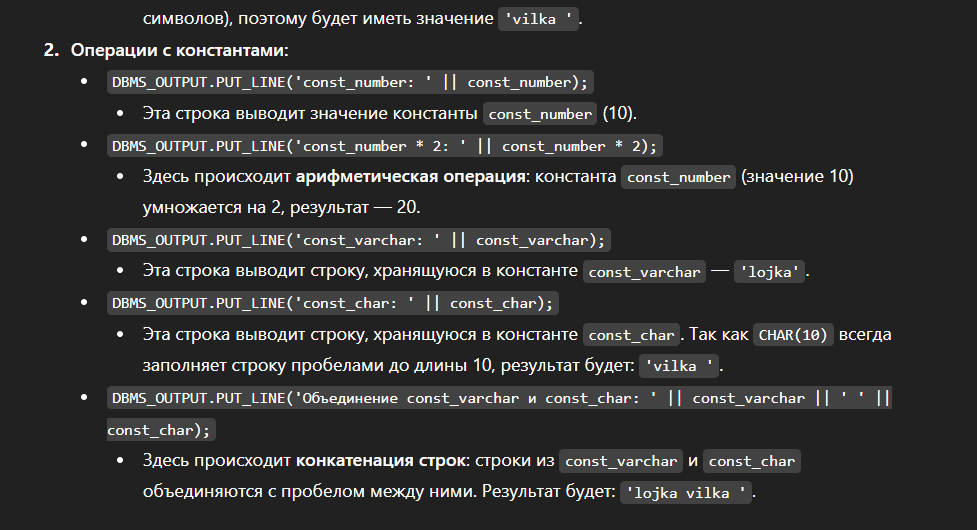 символов), поэтому будет иметь значение 'vilka '.
2. Операции с константами:
• DBMS_OUTPUT.PUT_LINE('const_number: ' || const_number);
• Эта строка выводит значение константы const_number (10).
• DBMS_OUTPUT.PUT_LINE('const_number * 2: ' || const_number * 2);
• Здесь происходит арифметическая операция: константа const_number (значение 10)
умножается на 2, результат — 20.
• DBMS_OUTPUT.PUT_LINE('const_varchar: ' || const_varchar);
• Эта строка выводит строку, хранящуюся в константе const_varchar — 'lojka'.
• DBMS_OUTPUT.PUT_LINE('const_char: ' || const_char);
• Эта строка выводит строку, хранящуюся в константе const_char. Так как CHAR(10) всегда
заполняет строку пробелами до длины 10, результат будет: 'vilka '.
• DBMS_OUTPUT.PUT_LINE('Объединение const_varchar и const_char: ' || const_varchar || ' ' ||
const_char);
• Здесь происходит конкатенация строк: строки из const_varchar и const_char
объединяются с пробелом между ними. Результат будет: 'lojka vilka '.